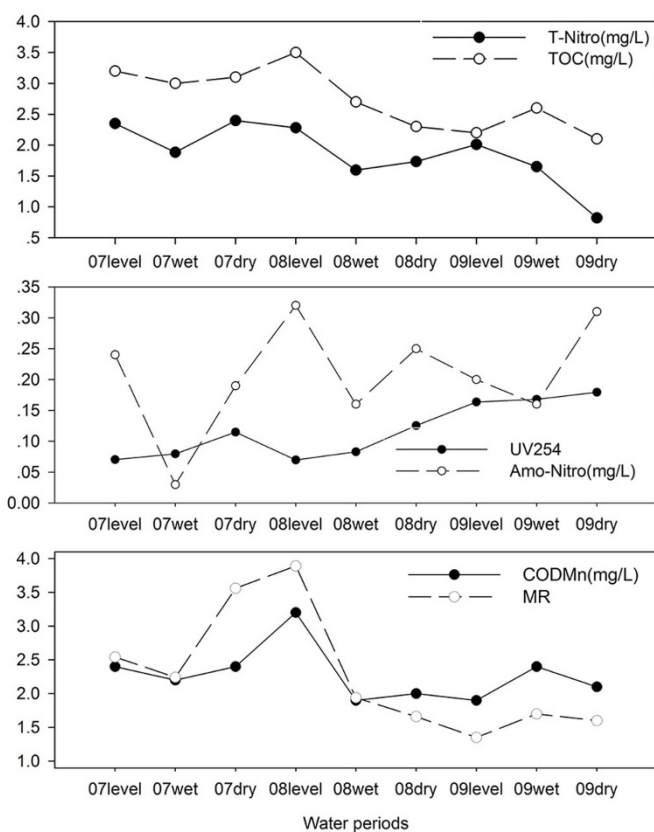 4.0
3.5
3.0
2.5
2.0
1.5
1.0
.5
T-Nitro(mg/L)
TOC(mg/L)
07level 07wet 07dry 08level 08wet 08dry 09level 09wet 09dry
.35
.30
.25
.20
.15
.10
.05
0.00
UV254
Amo-Nitro(mg/L)
07level 07wet 07dry 08level 08wet 08dry 09level 09wet 09dry
4.0
3.5
3.0
2.5
2.0
1.5
1.0
CODMn(mg/L)
MR
07level 07wet 07dry 08level 08wet 08dry 09level 09wet 09dry
Water periods